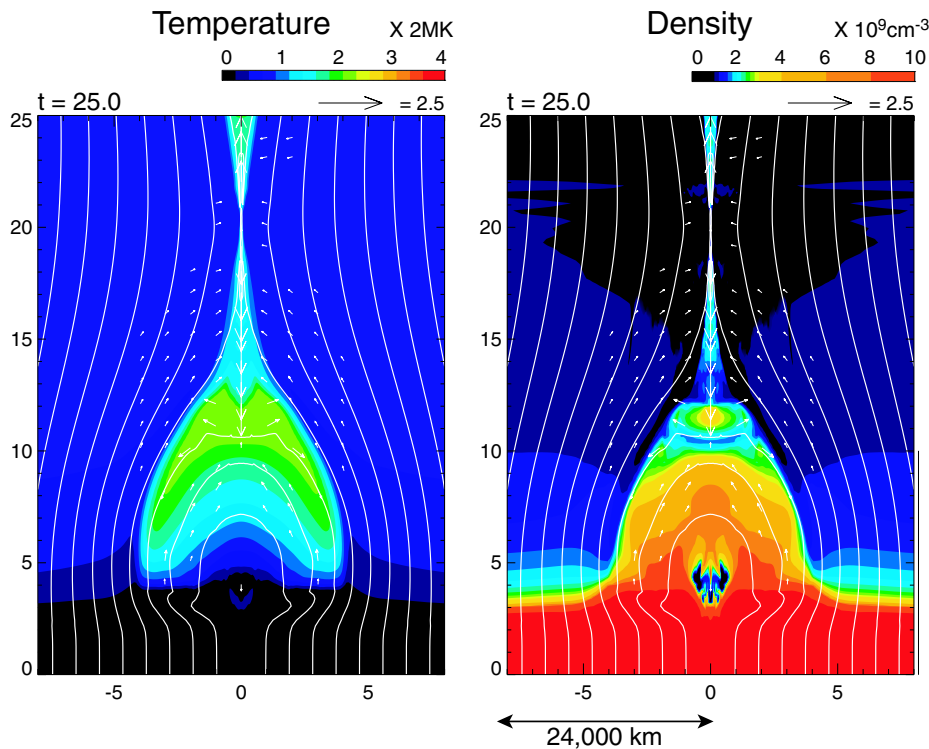 Temperature
X 2MK
0 1 2 3 4
t = 25.0
= 2.5
25
20
15
10
5
0
-5 0 5
Density
X 10⁹cm⁻³
0 2 4 6 8 10
t = 25.0
= 2.5
25
20
15
10
5
0
-5 0 5
24,000 km